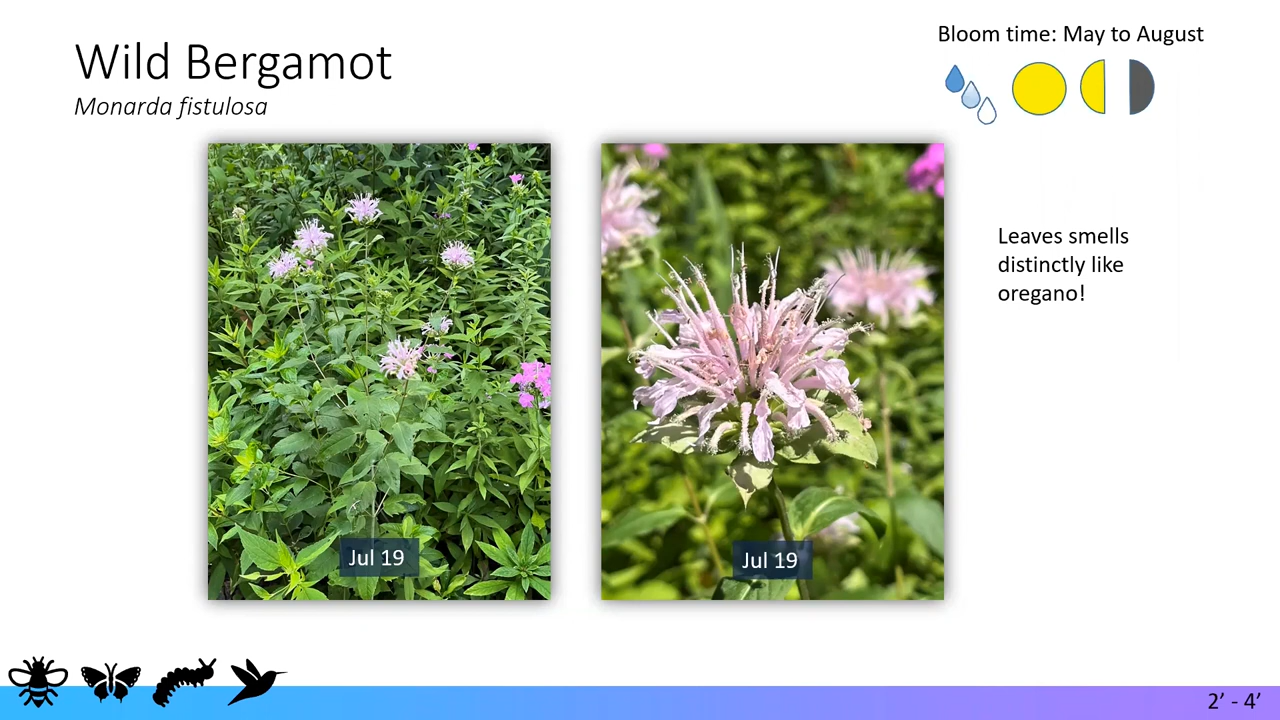 Wild Bergamot
Monarda fistulosa
Bloom time: May to August
Leaves smells
distinctly like
oregano!
Jul 19
Jul 19
2’ - 4’